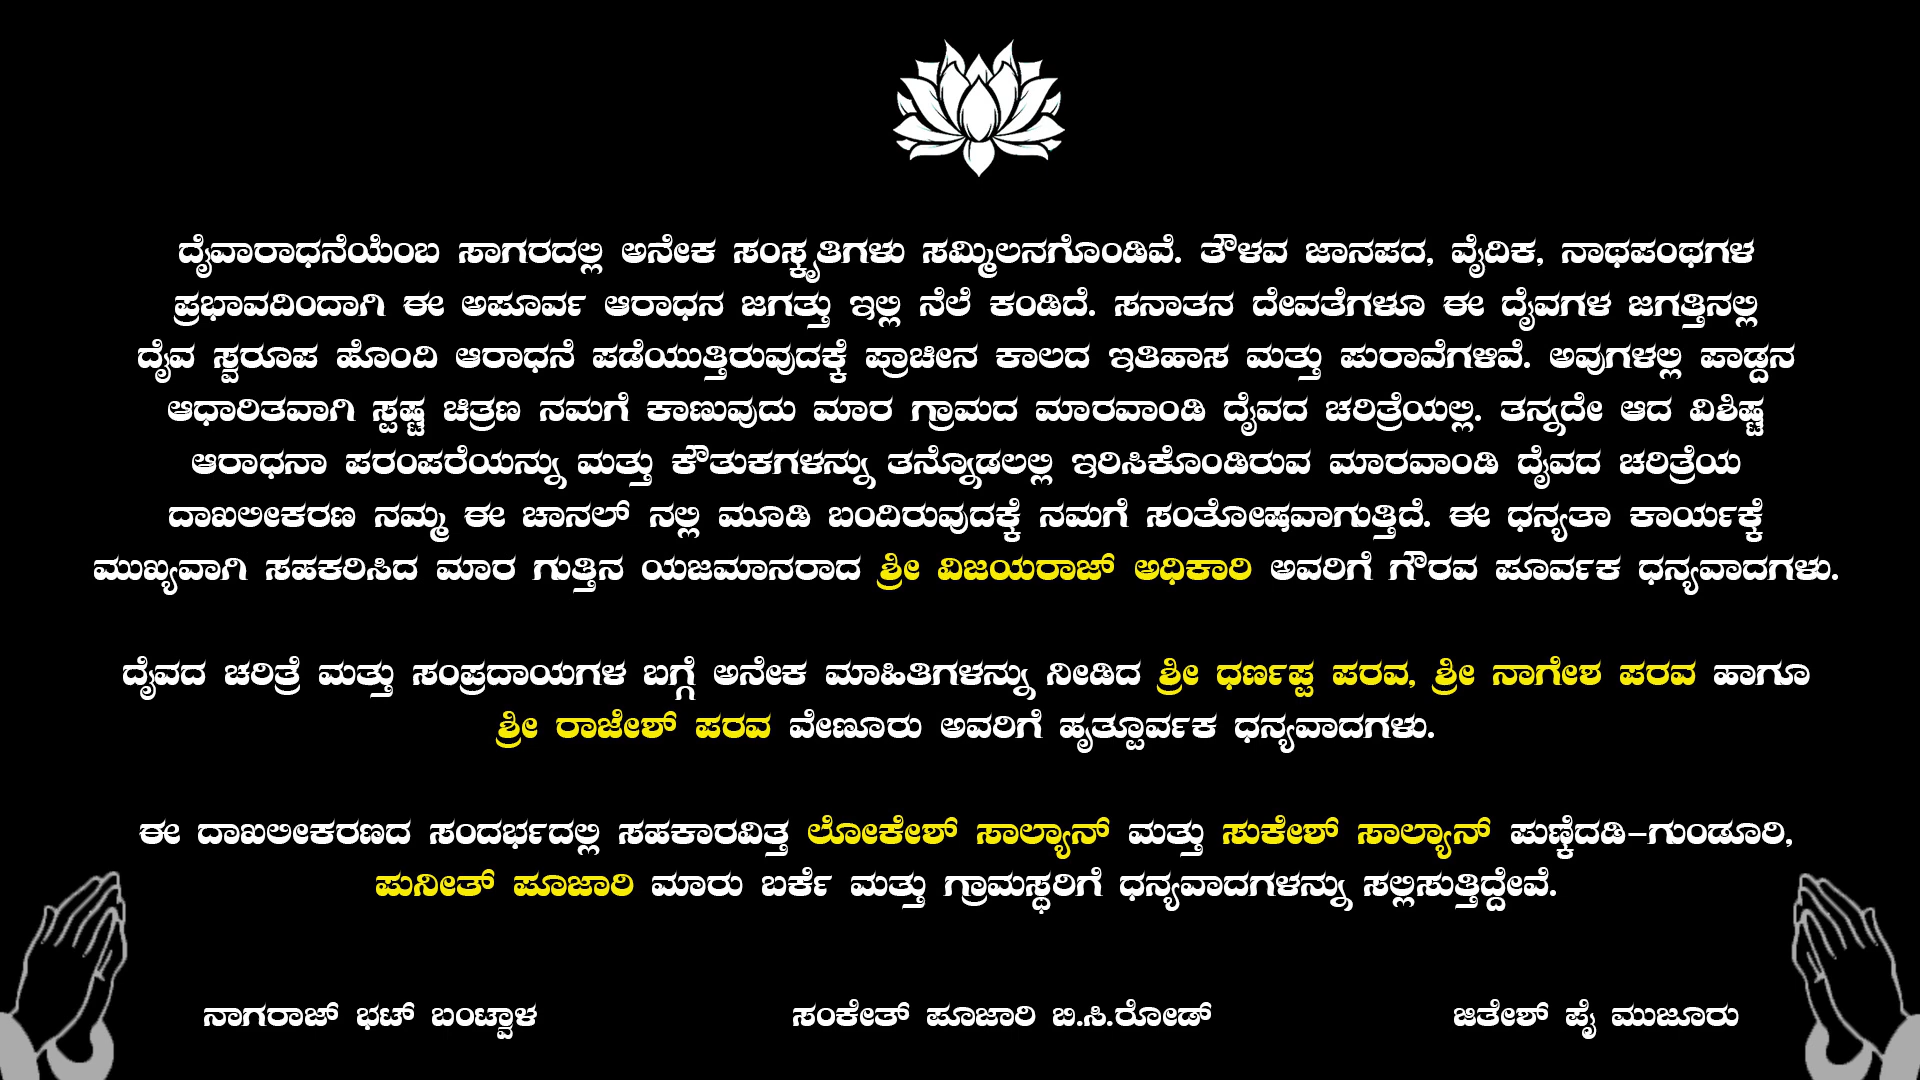 ದೈವಾರಾಧನೆಯೆಂಬ ಸಾಗರದಲ್ಲಿ ಅನೇಕ ಸಂಸ್ಕೃತಿಗಳು ಸಮ್ಮಿಲನಗೊಂಡಿವೆ. ತೌಳವ ಜಾನಪದ, ವೈದಿಕ, ನಾಥಪಂಥಗಳ
ಪ್ರಭಾವದಿಂದಾಗಿ ಈ ಅಪೂರ್ವ ಆರಾಧನ ಜಗತ್ತು ಇಲ್ಲಿ ನೆಲೆ ಕಂಡಿದೆ. ಸನಾತನ ದೇವತೆಗಳೂ ಈ ದೈವಗಳ ಜಗತ್ತಿನಲ್ಲಿ
ದೈವ ಸ್ವರೂಪ ಹೊಂದಿ ಆರಾಧನೆ ಪಡೆಯುತ್ತಿರುವುದಕ್ಕೆ ಪ್ರಾಚೀನ ಕಾಲದ ಇತಿಹಾಸ ಮತ್ತು ಪುರಾವೆಗಳಿವೆ. ಅವುಗಳಲ್ಲಿ ಪಾಡ್ದನ
ಆಧಾರಿತವಾಗಿ ಸ್ಪಷ್ಟ ಚಿತ್ರಣ ನಮಗೆ ಕಾಣುವುದು ಮಾರ ಗ್ರಾಮದ ಮಾರವಾಂಡಿ ದೈವದ ಚರಿತ್ರೆಯಲ್ಲಿ. ತನ್ನದೇ ಆದ ವಿಶಿಷ್ಟ
ಆರಾಧನಾ ಪರಂಪರೆಯನ್ನು ಮತ್ತು ಕೌತುಕಗಳನ್ನು ತನ್ನೊಡಲಲ್ಲಿ ಇರಿಸಿಕೊಂಡಿರುವ ಮಾರವಾಂಡಿ ದೈವದ ಚರಿತ್ರೆಯ
ದಾಖಲೀಕರಣ ನಮ್ಮ ಈ ಚಾನಲ್ ನಲ್ಲಿ ಮೂಡಿ ಬಂದಿರುವುದಕ್ಕೆ ನಮಗೆ ಸಂತೋಷವಾಗುತ್ತಿದೆ. ಈ ಧನ್ಯತಾ ಕಾರ್ಯಕ್ಕೆ
ಮುಖ್ಯವಾಗಿ ಸಹಕರಿಸಿದ ಮಾರ ಗುತ್ತಿನ ಯಜಮಾನರಾದ ಶ್ರೀ ವಿಜಯರಾಜ್ ಅಧಿಕಾರಿ ಅವರಿಗೆ ಗೌರವ ಪೂರ್ವಕ ಧನ್ಯವಾದಗಳು.
ದೈವದ ಚರಿತ್ರೆ ಮತ್ತು ಸಂಪ್ರದಾಯಗಳ ಬಗ್ಗೆ ಅನೇಕ ಮಾಹಿತಿಗಳನ್ನು ನೀಡಿದ ಶ್ರೀ ಧರ್ಣಪ್ಪ ಪರವ, ಶ್ರೀ ನಾಗೇಶ ಪರವ ಹಾಗೂ
ಶ್ರೀ ರಾಜೇಶ್ ಪರವ ವೇಣೂರು ಅವರಿಗೆ ಹೃತ್ಪೂರ್ವಕ ಧನ್ಯವಾದಗಳು.
ಈ ದಾಖಲೀಕರಣದ ಸಂದರ್ಭದಲ್ಲಿ ಸಹಕಾರವಿತ್ತ ಲೋಕೇಶ್ ಸಾಲ್ಯಾನ್ ಮತ್ತು ಸುಕೇಶ್ ಸಾಲ್ಯಾನ್ ಪುಣ್ಕೆದಡಿ-ಗುಂಡೂರಿ,
ಪುನೀತ್ ಪೂಜಾರಿ ಮಾರು ಬರ್ಕೆ ಮತ್ತು ಗ್ರಾಮಸ್ಥರಿಗೆ ಧನ್ಯವಾದಗಳನ್ನು ಸಲ್ಲಿಸುತ್ತಿದ್ದೇವೆ.
ನಾಗರಾಜ್ ಭಟ್ ಬಂಟ್ವಾಳ ಸಂಕೇತ್ ಪೂಜಾರಿ ಬಿ.ಸಿ.ರೋಡ್ ಜಿತೇಶ್ ಪೈ ಮುಜೂರು